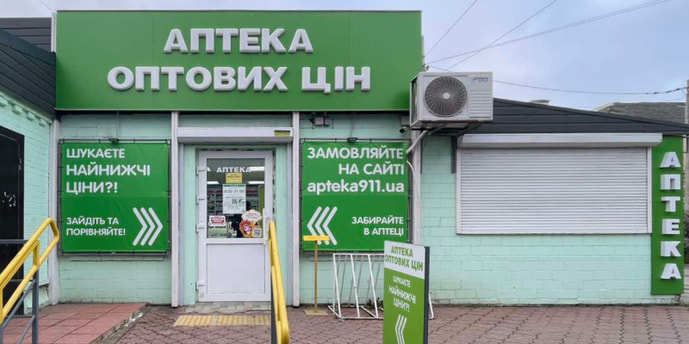 АПТЕКА
ОПТОВИХ ЦІН
ШУКАЄТЕ
НАЙНИЖЧІ
ЦІНИ?!
ЗАЙДІТЬ ТА
ПОРІВНЯЙТЕ!
АПТЕКА
ЗАМОВЛЯЙТЕ
НА САЙТІ
apteka911.ua
ЗАБИРАЙТЕ
В АПТЕЦІ
АПТЕКА
ОПТОВИХ ЦІН
ШУКАЄТЕ
НАЙНИЖЧІ
ЦІНИ?!
АПТЕКА